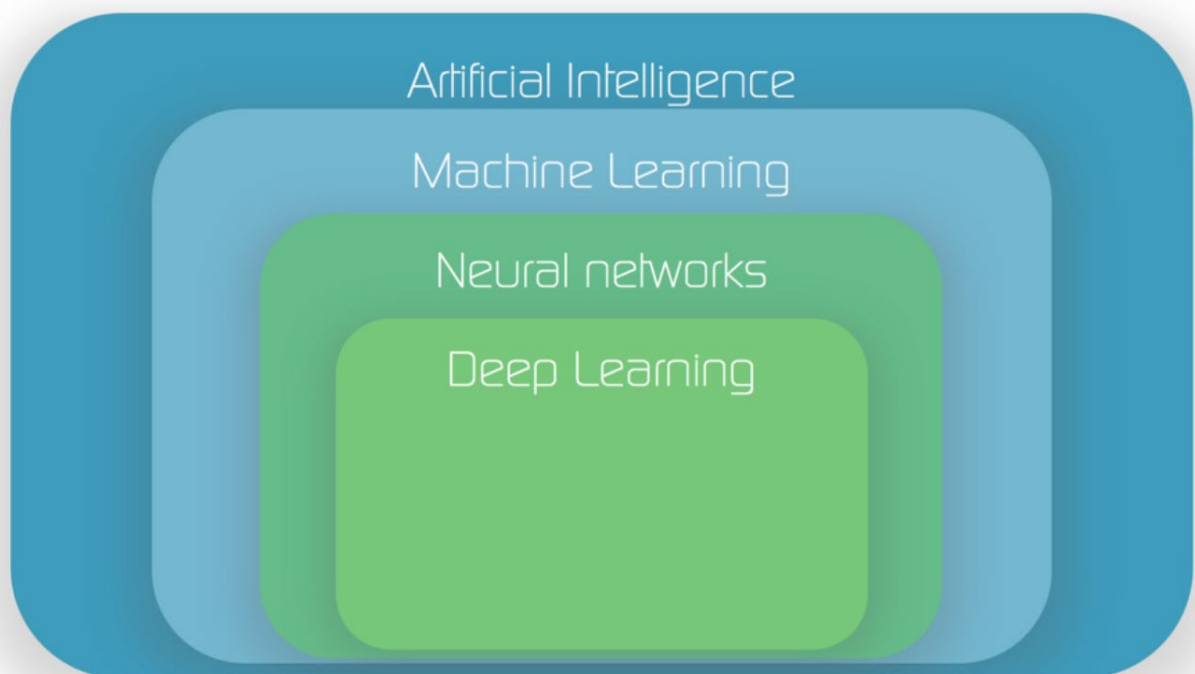 Artificial Intelligence
Machine Learning
Neural networks
Deep Learning